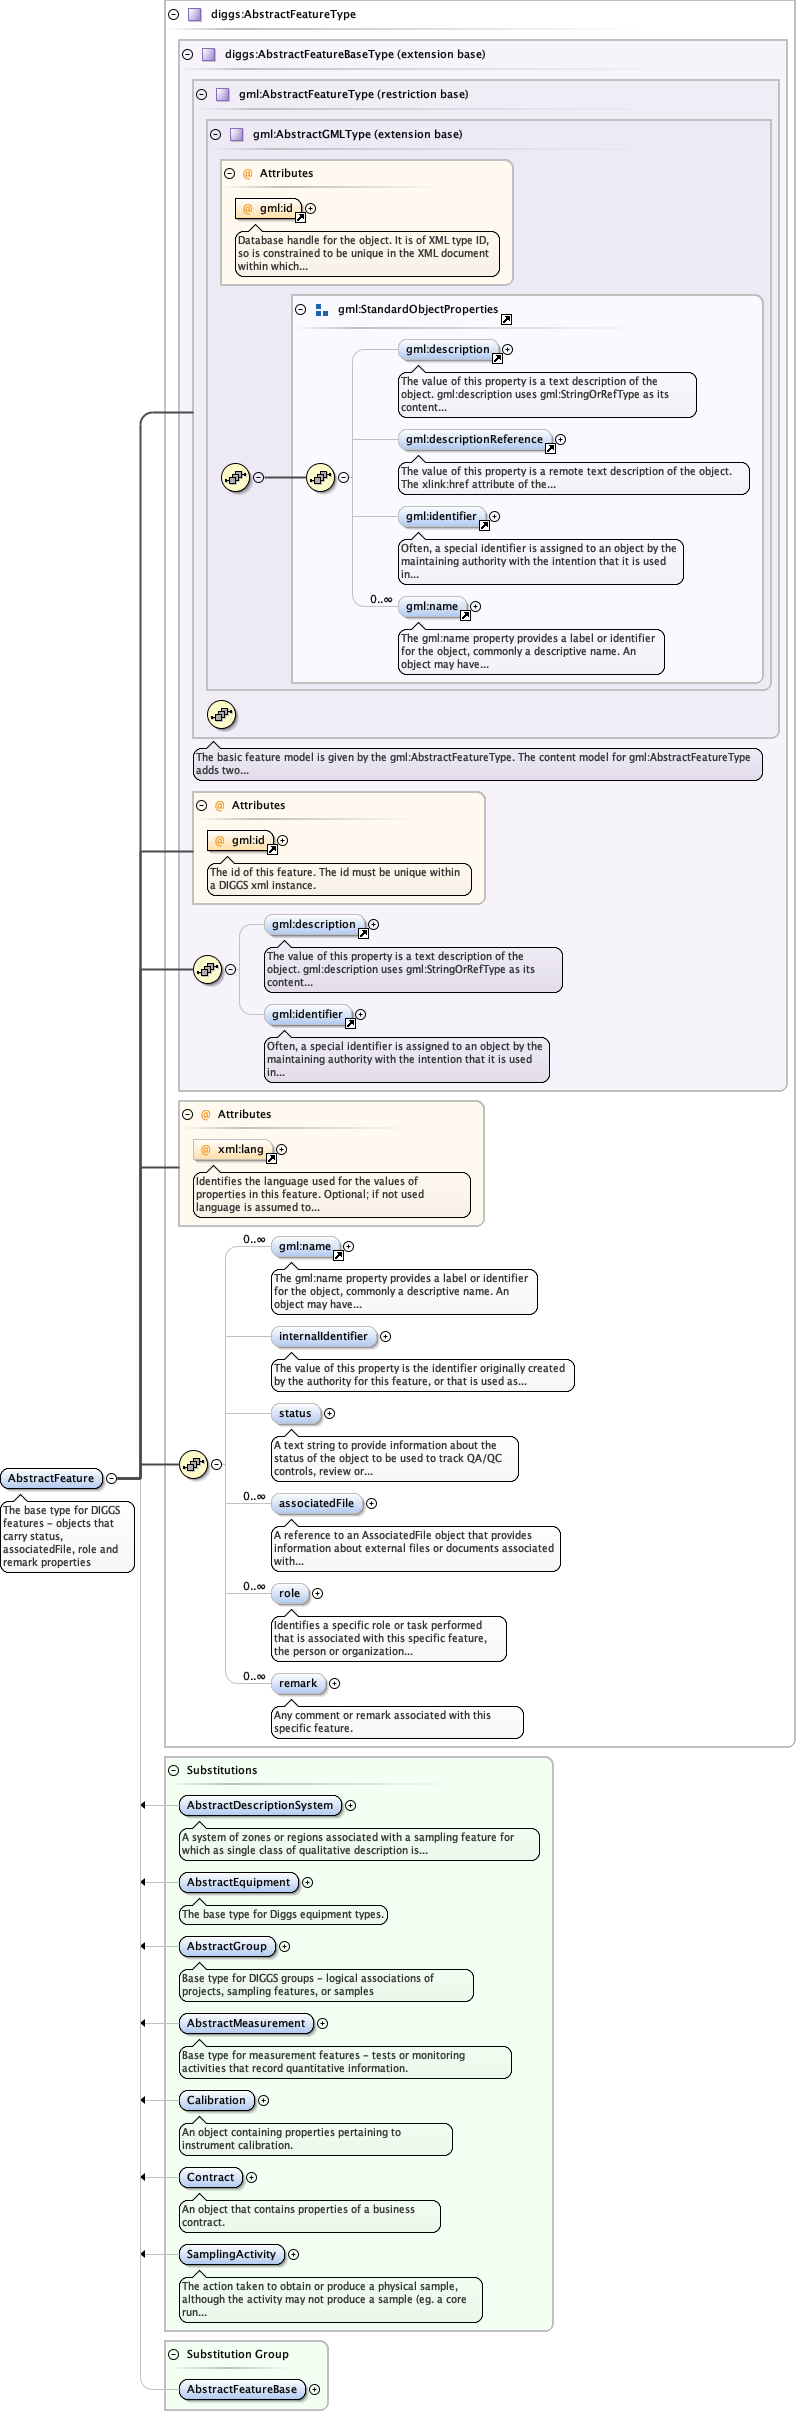 diggs:AbstractFeatureType
diggs:AbstractFeatureBaseType (extension base)
gml:AbstractFeatureType (restriction base)
gml:AbstractGMLType (extension base)
@ Attributes
@ gml:id
Database handle for the object. It is of XML type ID,
so is constrained to be unique in the XML document
within which...
gml:StandardObjectProperties
gml:description
The value of this property is a text description of the
object. gml:description uses gml:StringOrRefType as its
content...
gml:descriptionReference
The value of this property is a remote text description of the object.
The xlink:href attribute of the...
gml:identifier
Often, a special identifier is assigned to an object by the
maintaining authority with the intention that it is used
in...
0..∞
gml:name
The gml:name property provides a label or identifier
for the object, commonly a descriptive name. An
object may have...
The basic feature model is given by the gml:AbstractFeatureType. The content model for gml:AbstractFeatureType
adds two...
@ Attributes
@ gml:id
The id of this feature. The id must be unique within
a DIGGS xml instance.
gml:description
The value of this property is a text description of the
object. gml:description uses gml:StringOrRefType as its
content...
gml:identifier
Often, a special identifier is assigned to an object by the
maintaining authority with the intention that it is used
in...
@ Attributes
@ xml:lang
Identifies the language used for the values of
properties in this feature. Optional; if not used
language is assumed to...
0..∞
gml:name
The gml:name property provides a label or identifier
for the object, commonly a descriptive name. An
object may have...
internalIdentifier
The value of this property is the identifier originally created
by the authority for this feature, or that is used as...
status
A text string to provide information about the
status of the object to be used to track QA/QC
controls, review or...
AbstractFeature
The base type for DIGGS
features - objects that
carry status,
associatedFile, role and
remark properties
0..∞
associatedFile
A reference to an AssociatedFile object that provides
information about external files or documents associated
with...
0..∞
role
Identifies a specific role or task performed
that is associated with this specific feature,
the person or organization...
0..∞
remark
Any comment or remark associated with this
specific feature.
Substitutions
AbstractDescriptionSystem
A system of zones or regions associated with a sampling feature for
which as single class of qualitative description is...
AbstractEquipment
The base type for Diggs equipment types.
AbstractGroup
Base type for DIGGS groups - logical associations of
projects, sampling features, or samples
AbstractMeasurement
Base type for measurement features - tests or monitoring
activities that record quantitative information.
Calibration
An object containing properties pertaining to
instrument calibration.
Contract
An object that contains properties of a business
contract.
SamplingActivity
The action taken to obtain or produce a physical sample,
although the activity may not produce a sample (eg. a core
run...
Substitution Group
AbstractFeatureBase